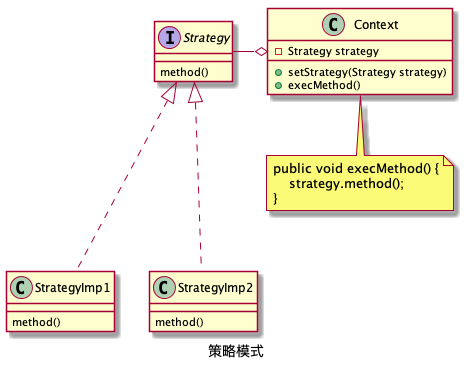 I Strategy
method()
C Context
Strategy strategy
setStrategy(Strategy strategy)
execMethod()
public void execMethod() {
strategy.method();
}
C StrategyImp1
method()
C StrategyImp2
method()
策略模式